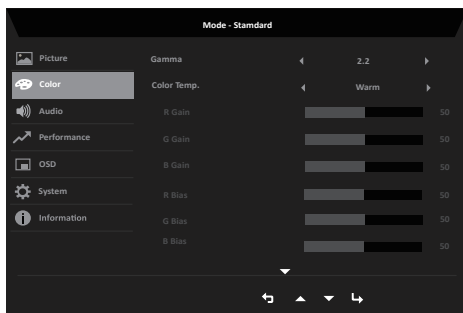 Mode - Stamdard
Picture
Color
Audio
Performance
OSD
System
Information
Gamma 2.2
Color Temp. Warm
R Gain 50
G Gain 50
B Gain 50
R Bias 50
G Bias 50
B Bias 50